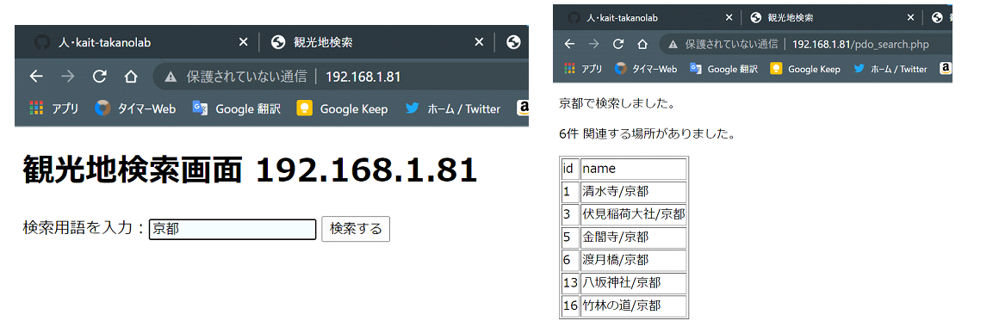 人・kait-takanolab
観光地検索
保護されていない通信 | 192.168.1.81
アプリ タイマーWeb Google 翻訳 Google Keep ホーム / Twitter
観光地検索画面 192.168.1.81
検索用語を入力：京都 検索する
人・kait-takanolab
観光地検索
保護されていない通信 | 192.168.1.81/pdo_search.php
アプリ タイマーWeb Google 翻訳 Google Keep ホーム / Twitter
京都で検索しました。
6件 関連する場所がありました。
id name
1 清水寺/京都
3 伏見稲荷大社/京都
5 金閣寺/京都
6 渡月橋/京都
13 八坂神社/京都
16 竹林の道/京都